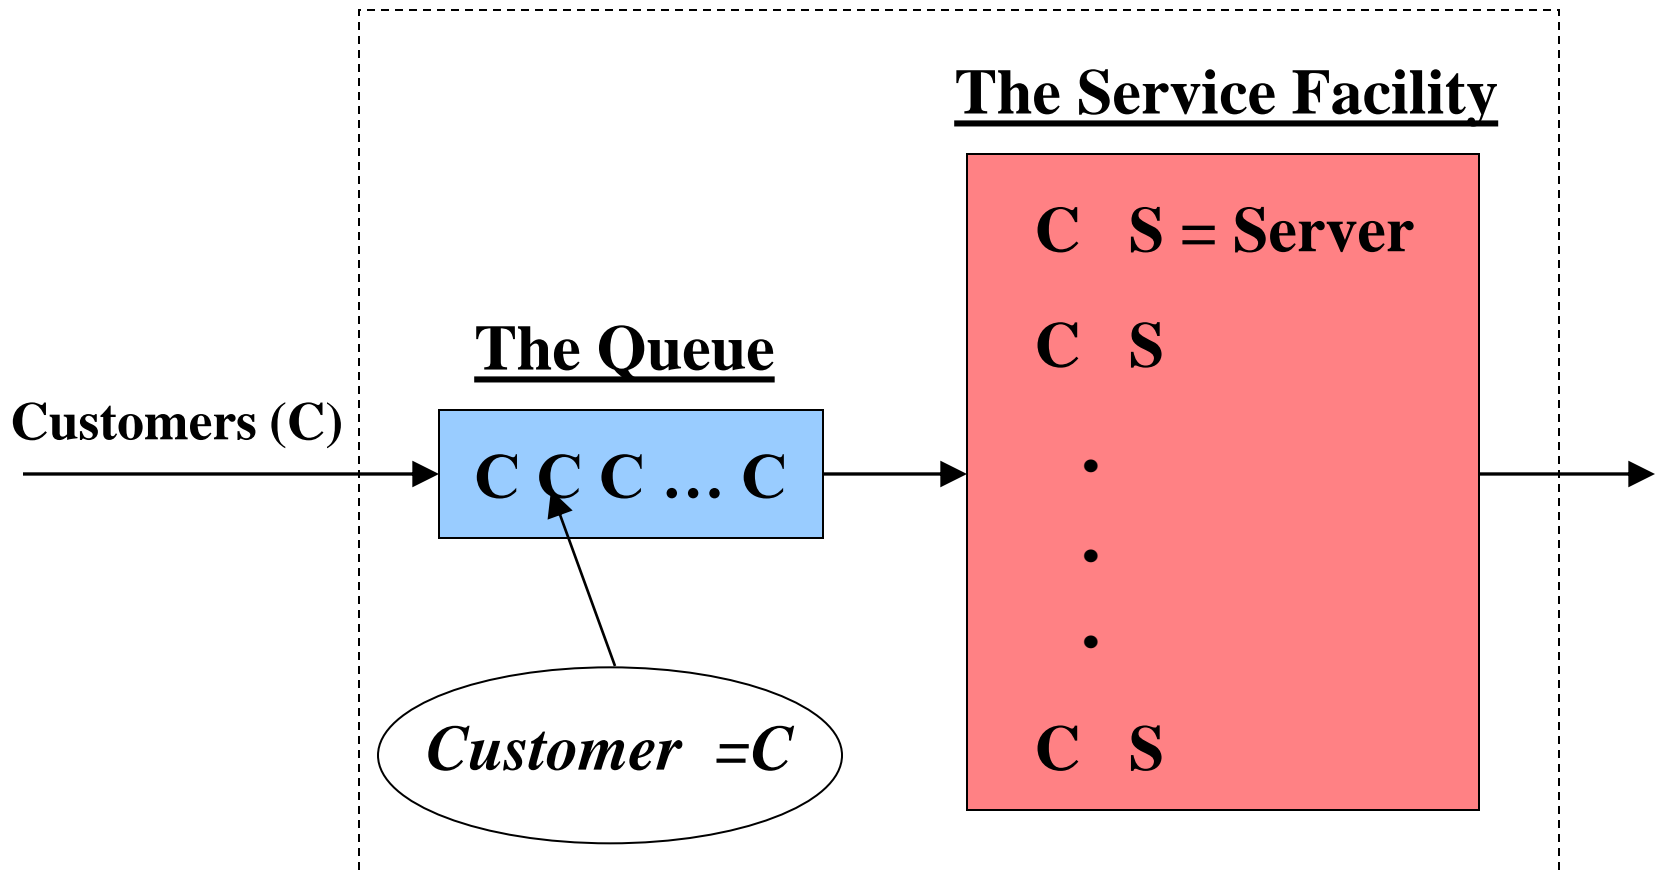 The Service Facility
C S = Server
C S
The Queue
Customers (C)
C C C ... C
.
.
.
Customer =C
C S